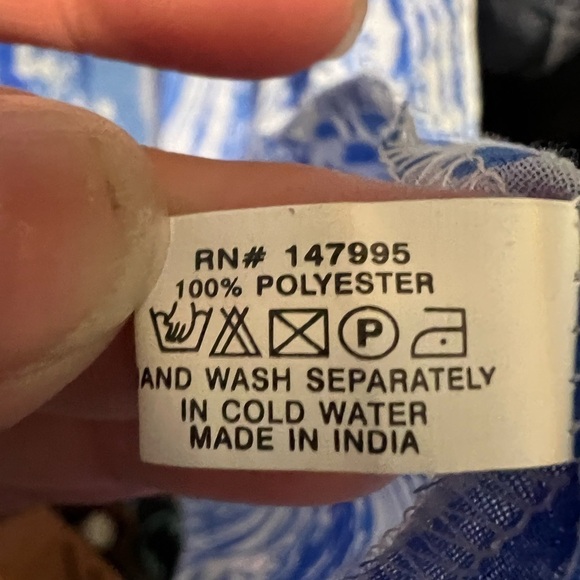 RN# 147995
100% POLYESTER
P
AND WASH SEPARATELY
IN COLD WATER
MADE IN INDIA